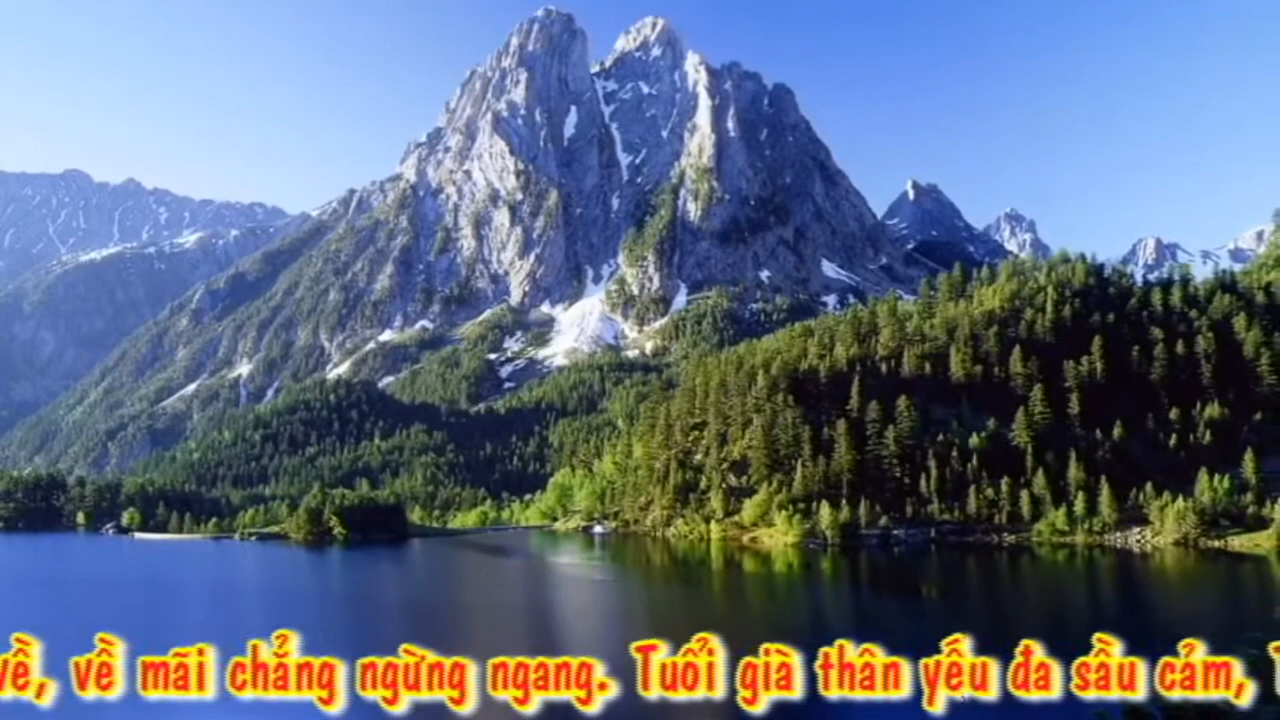 về, về mãi chẳng ngừng ngang. Tuổi già thân yếu đa sầu cảm,